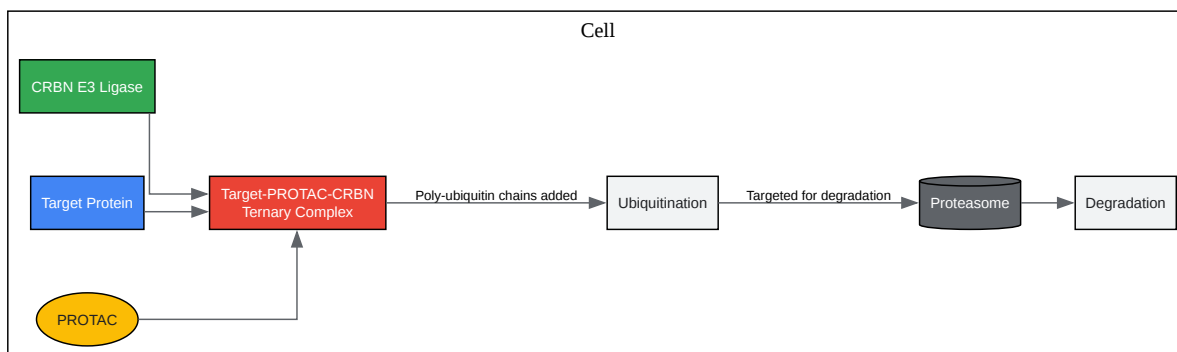 Cell
CRBN E3 Ligase
Target Protein
Target-PROTAC-CRBN
Ternary Complex
Poly-ubiquitin chains added
Ubiquitination
Targeted for degradation
Proteasome
Degradation
PROTAC